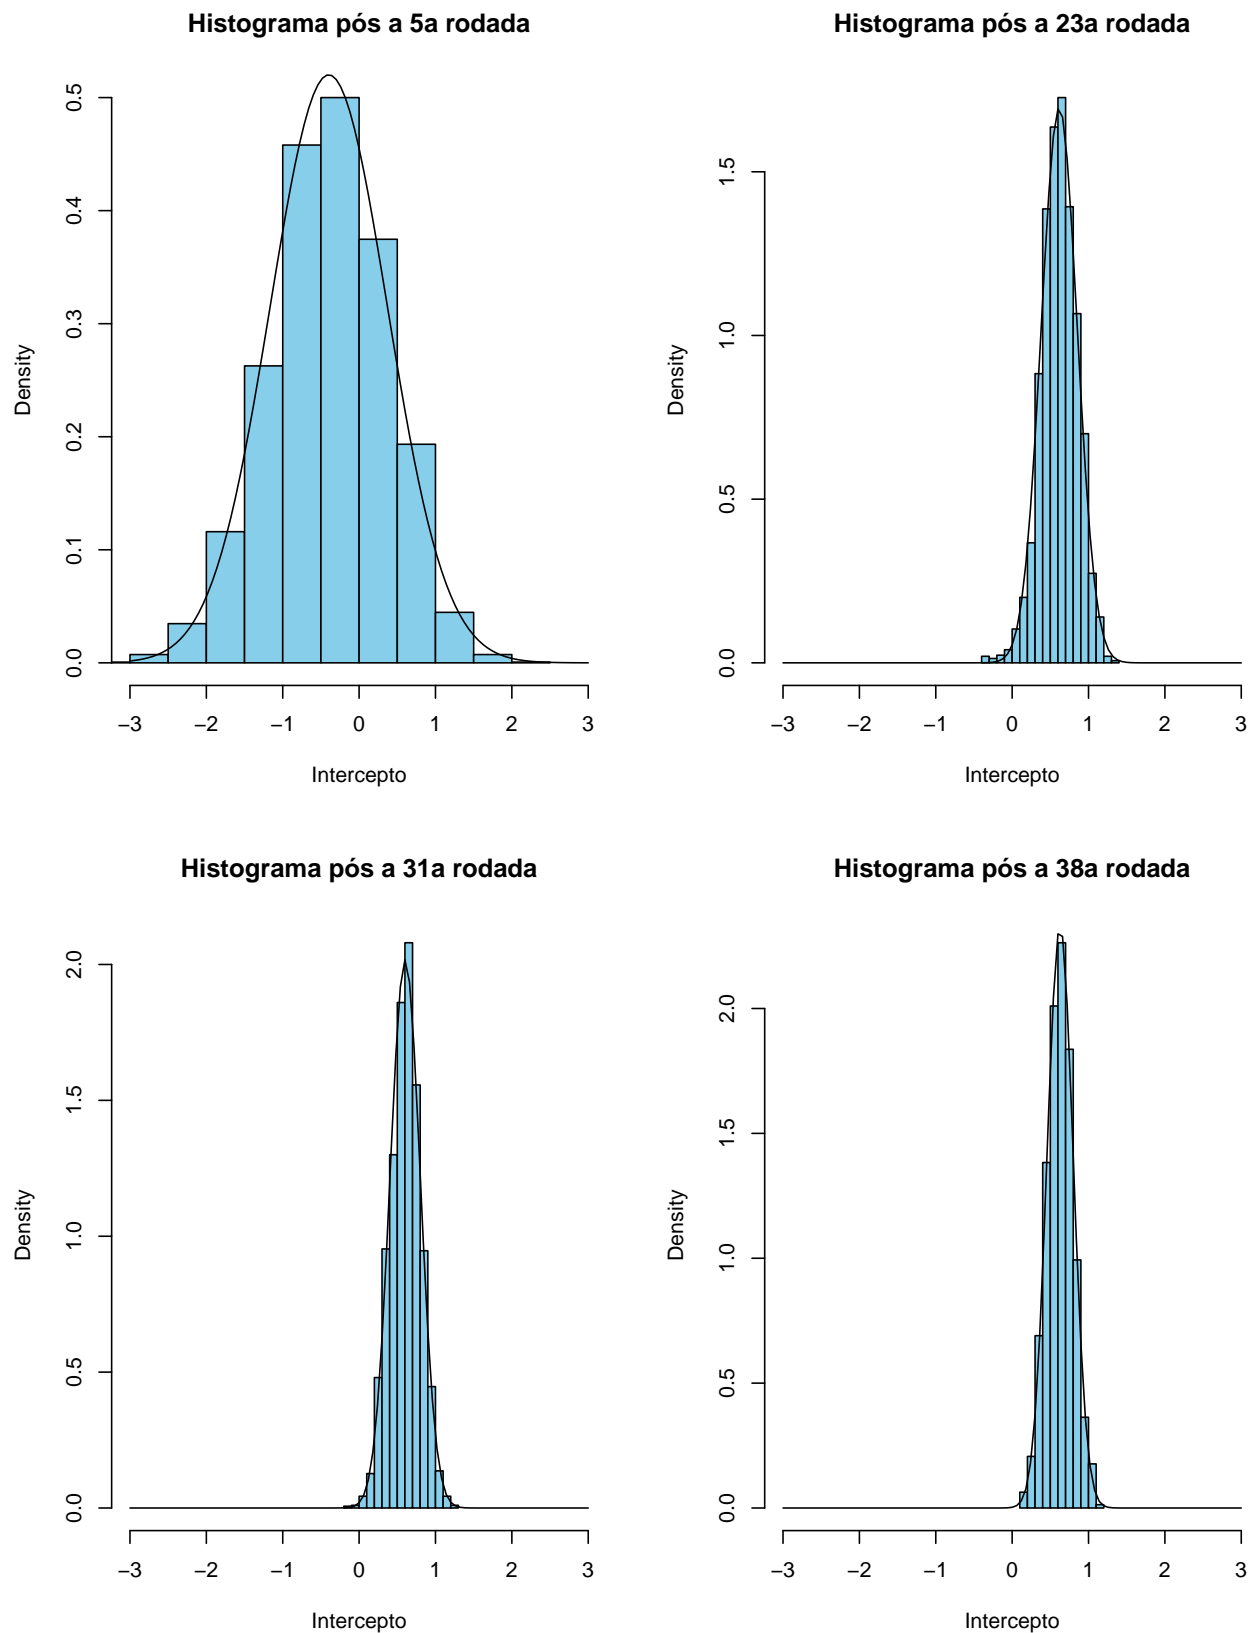 Histograma pós a 5a rodada
Density
0.0 0.1 0.2 0.3 0.4 0.5
−3 −2 −1 0 1 2 3
Intercepto
Histograma pós a 23a rodada
Density
0.0 0.5 1.0 1.5
−3 −2 −1 0 1 2 3
Intercepto
Histograma pós a 31a rodada
Density
0.0 0.5 1.0 1.5 2.0
−3 −2 −1 0 1 2 3
Intercepto
Histograma pós a 38a rodada
Density
0.0 0.5 1.0 1.5 2.0
−3 −2 −1 0 1 2 3
Intercepto